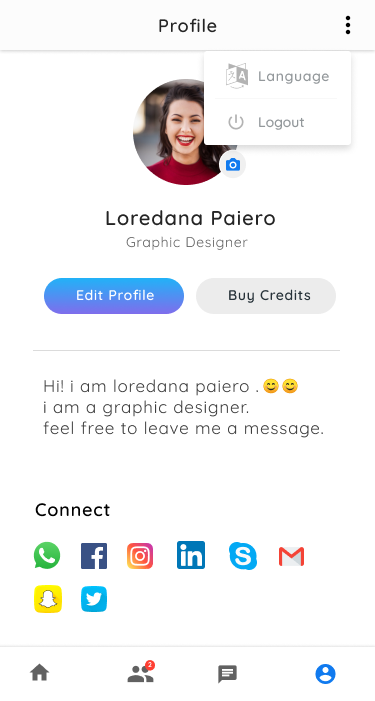 Profile
Language
Logout
Loredana Paiero
Graphic Designer
Edit Profile
Buy Credits
Hi! i am loredana paiero . 😊😊
i am a graphic designer.
feel free to leave me a message.
Connect
2